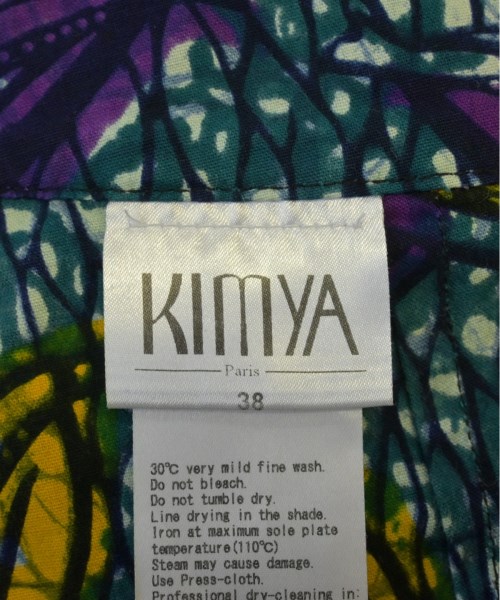 KIMYA
Paris
38
30℃ very mild fine wash.
Do not bleach.
Do not tumble dry.
Line drying in the shade.
Iron at maximum sole plate
temperature(110℃)
Steam may cause damage.
Use Press-cloth.
Professional dry-cleaning in: